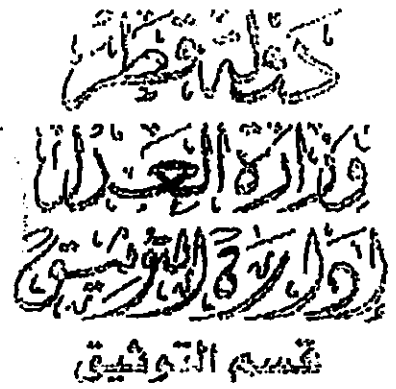 دولة قطر
وزارة العدل
إدارة التوثيق
قسم التوثيق